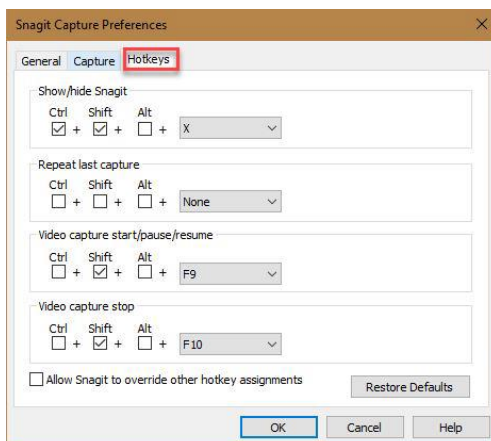 Snagit Capture Preferences
General Capture Hotkeys
Show/hide Snagit
Ctrl Shift Alt
+ + + X
Repeat last capture
Ctrl Shift Alt
+ + + None
Video capture start/pause/resume
Ctrl Shift Alt
+ + + F9
Video capture stop
Ctrl Shift Alt
+ + + F10
Allow Snagit to override other hotkey assignments
Restore Defaults
OK Cancel Help